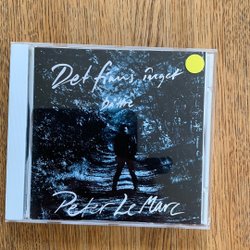 Det finns inget
bättre
Peter LeMarc